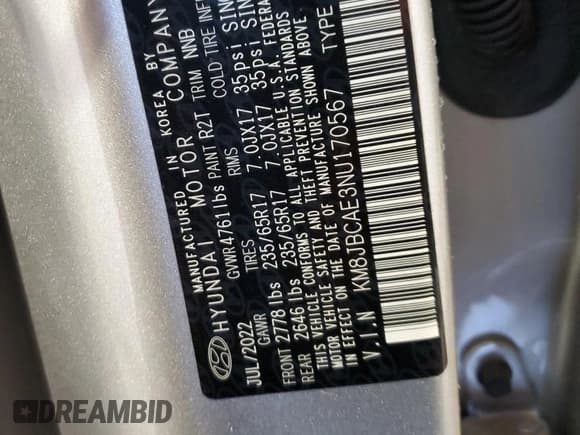 MANUFACTURED IN KOREA BY
HYUNDAI MOTOR COMPANY
JUL/2022 GVWR 4761lbs PAINT R2T TRIM NNB
GAWR TIRES RIMS COLD TIRE INF
FRONT 2778 lbs 235/65R17 7.0JX17 35psi SIN
REAR 2646 lbs 235/65R17 7.0JX17 35psi SIN
THIS VEHICLE CONFORMS TO ALL APPLICABLE U.S.A. FEDERAL
MOTOR VEHICLE SAFETY AND THEFT PREVENTION STANDARDS
IN EFFECT ON THE DATE OF MANUFACTURE SHOWN ABOVE.
V.I.N KM8JBCAE3NU170567 TYPE
DREAMBID